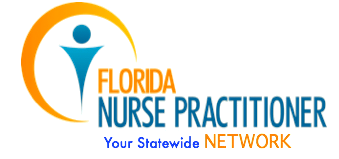 FLORIDA
NURSE PRACTITIONER
Your Statewide NETWORK